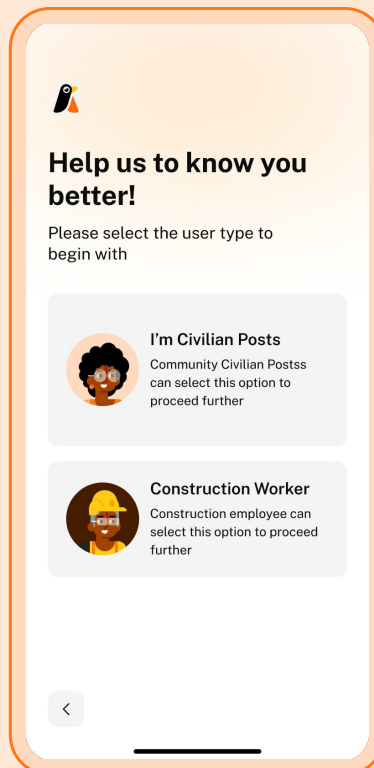 Help us to know you
better!
Please select the user type to
begin with
I'm Civilian Posts
Community Civilian Postss
can select this option to
proceed further
Construction Worker
Construction employee can
select this option to proceed
further